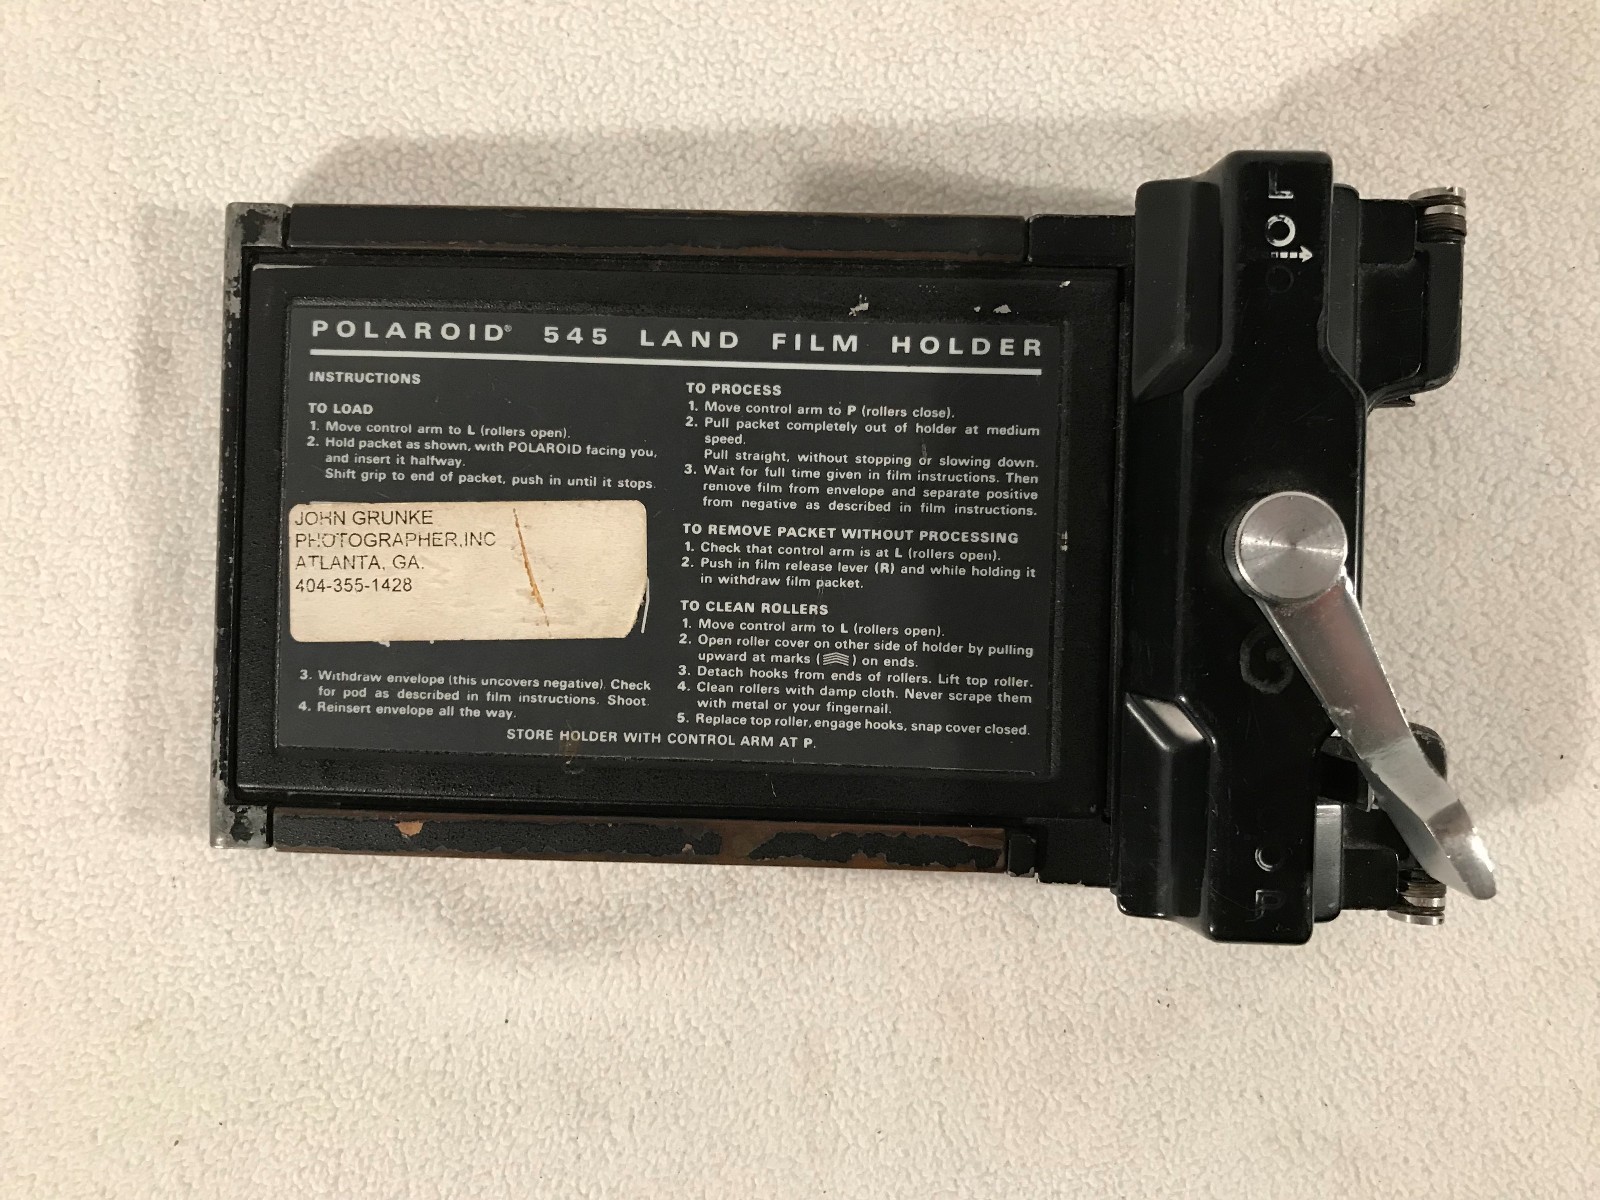 POLAROID® 545 LAND FILM HOLDER
INSTRUCTIONS
TO LOAD
1. Move control arm to L (rollers open).
2. Hold packet as shown, with POLAROID facing you,
and insert it halfway.
Shift grip to end of packet, push in until it stops.
JOHN GRUNKE
PHOTOGRAPHER,INC
ATLANTA, GA.
404-355-1428
3. Withdraw envelope (this uncovers negative). Check
for pod as described in film instructions. Shoot.
4. Reinsert envelope all the way.
TO PROCESS
1. Move control arm to P (rollers close).
2. Pull packet completely out of holder at medium
speed.
Pull straight, without stopping or slowing down.
3. Wait for full time given in film instructions. Then
remove film from envelope and separate positive
from negative as described in film instructions.
TO REMOVE PACKET WITHOUT PROCESSING
1. Check that control arm is at L (rollers open).
2. Push in film release lever (R) and while holding it
in withdraw film packet.
TO CLEAN ROLLERS
1. Move control arm to L (rollers open).
2. Open roller cover on other side of holder by pulling
upward at marks ( ) on ends.
3. Detach hooks from ends of rollers. Lift top roller.
4. Clean rollers with damp cloth. Never scrape them
with metal or your fingernail.
5. Replace top roller, engage hooks, snap cover closed.
STORE HOLDER WITH CONTROL ARM AT P.
L
P